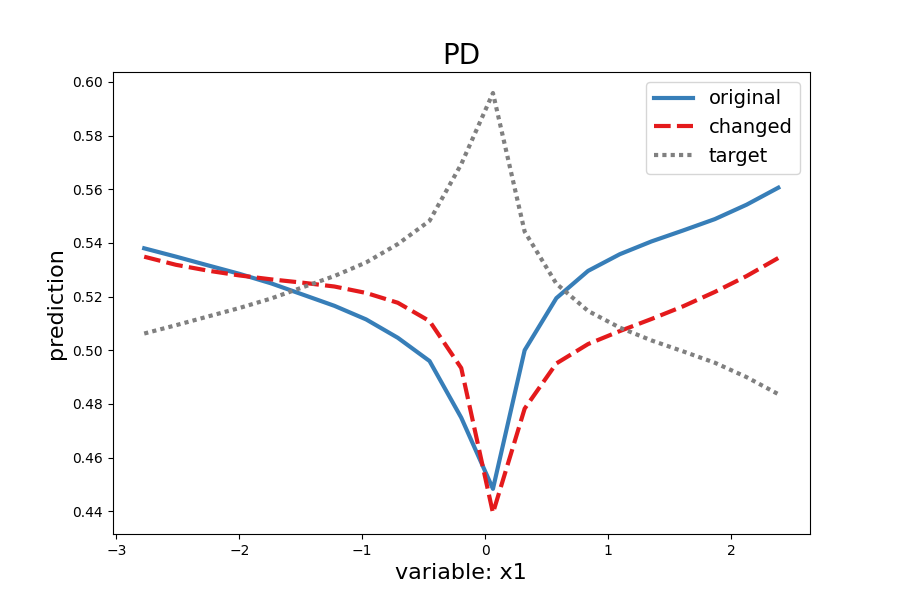 PD
original
changed
target
prediction
0.60
0.58
0.56
0.54
0.52
0.50
0.48
0.46
0.44
−3 −2 −1 0 1 2
variable: x1